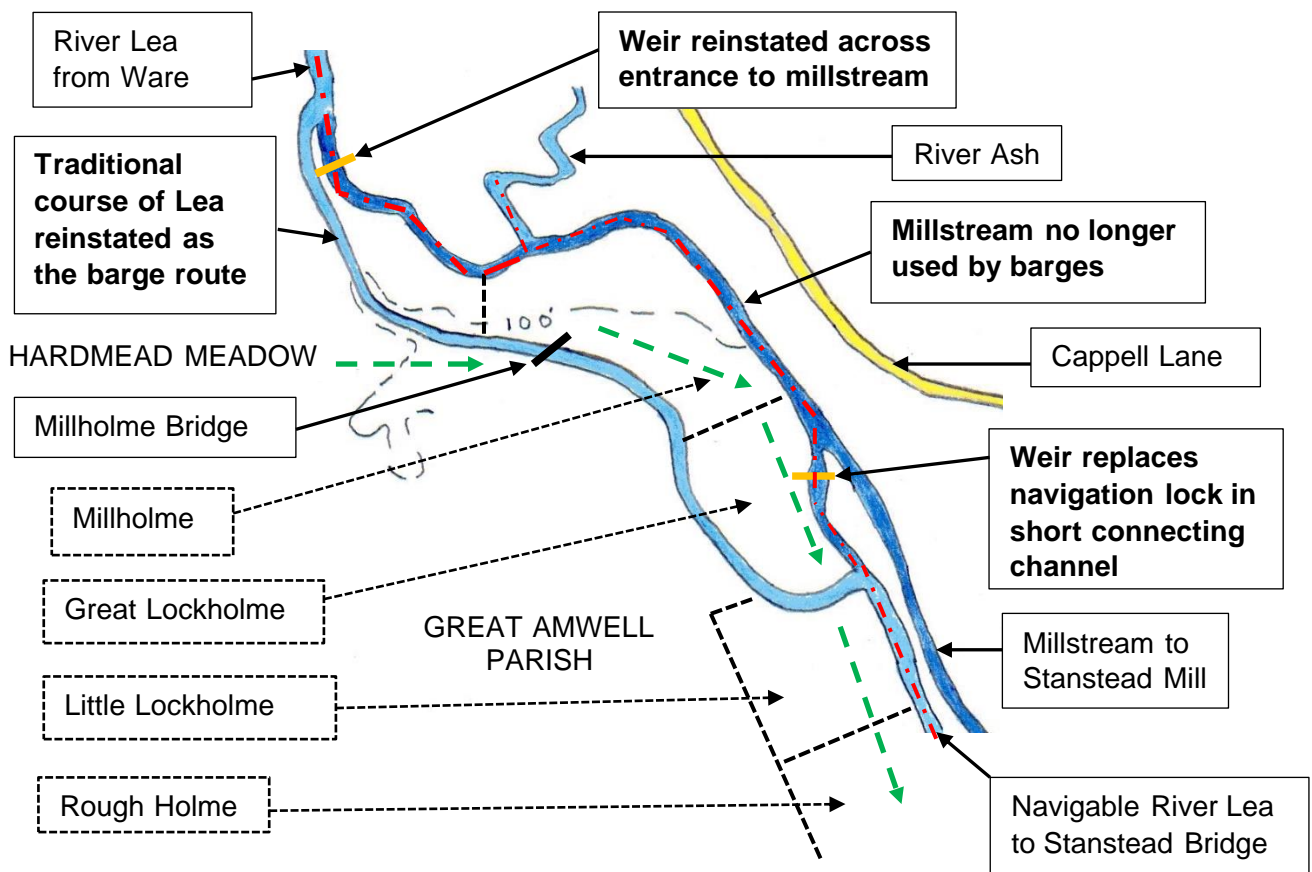 River Lea
from Ware
Weir reinstated across
entrance to millstream
River Ash
Traditional
course of Lea
reinstated as
the barge route
Millstream no longer
used by barges
100'
HARDMEAD MEADOW
Cappell Lane
Millholme Bridge
Weir replaces
navigation lock in
short connecting
channel
Millholme
Great Lockholme
GREAT AMWELL
PARISH
Millstream to
Stanstead Mill
Little Lockholme
Rough Holme
Navigable River Lea
to Stanstead Bridge